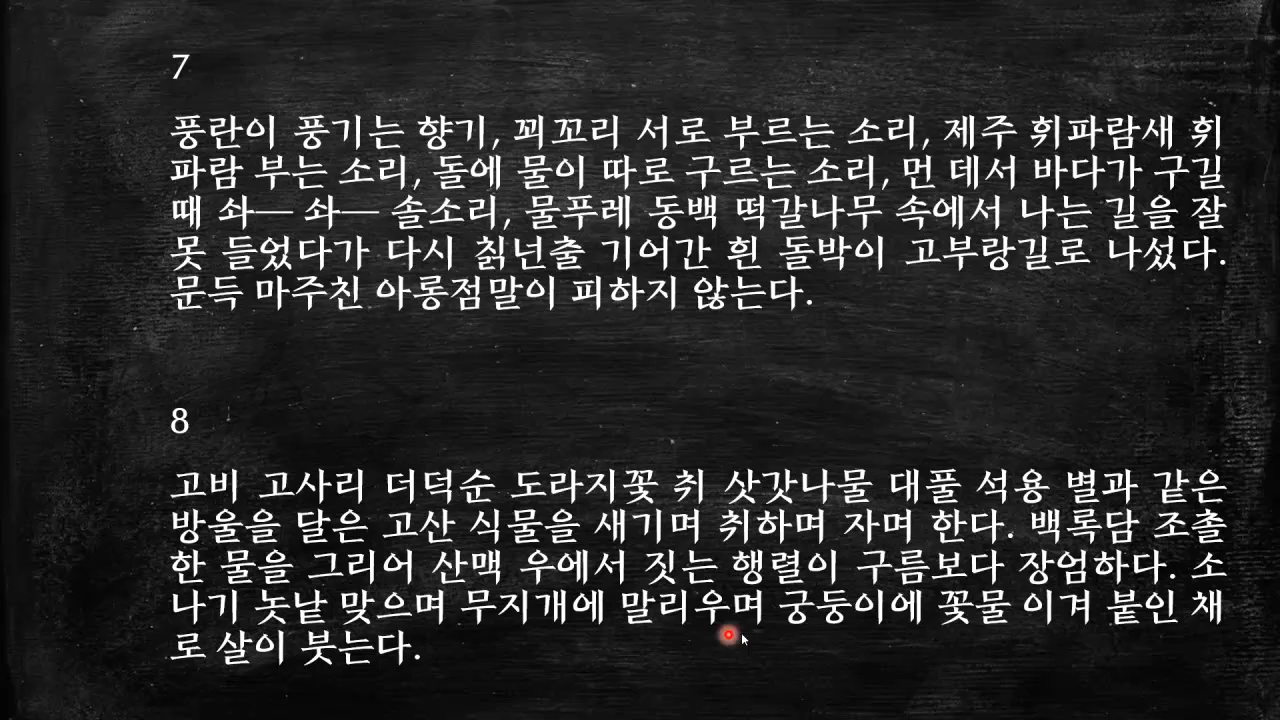 7
풍란이 풍기는 향기, 꾀꼬리 서로 부르는 소리, 제주 휘파람새 휘
파람 부는 소리, 돌에 물이 따로 구르는 소리, 먼 데서 바다가 구길
때 솨— 솨— 솔소리, 물푸레 동백 떡갈나무 속에서 나는 길을 잘
못 들었다가 다시 칡넌출 기어간 흰 돌박이 고부랑길로 나섰다.
문득 마주친 아롱점말이 피하지 않는다.
8
고비 고사리 더덕순 도라지꽃 취 삿갓나물 대풀 석용 별과 같은
방울을 달은 고산 식물을 새기며 취하며 자며 한다. 백록담 조촐
한 물을 그리어 산맥 우에서 짓는 행렬이 구름보다 장엄하다. 소
나기 놋낱 맞으며 무지개에 말리우며 궁둥이에 꽃물 이겨 붙인 채
로 살이 붓는다.